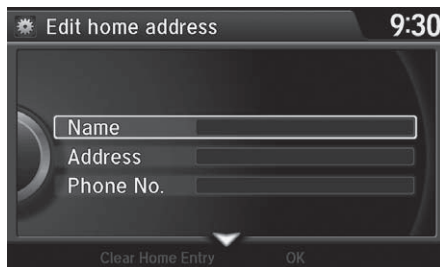 Edit home address 9:30
Name
Address
Phone No.
Clear Home Entry OK